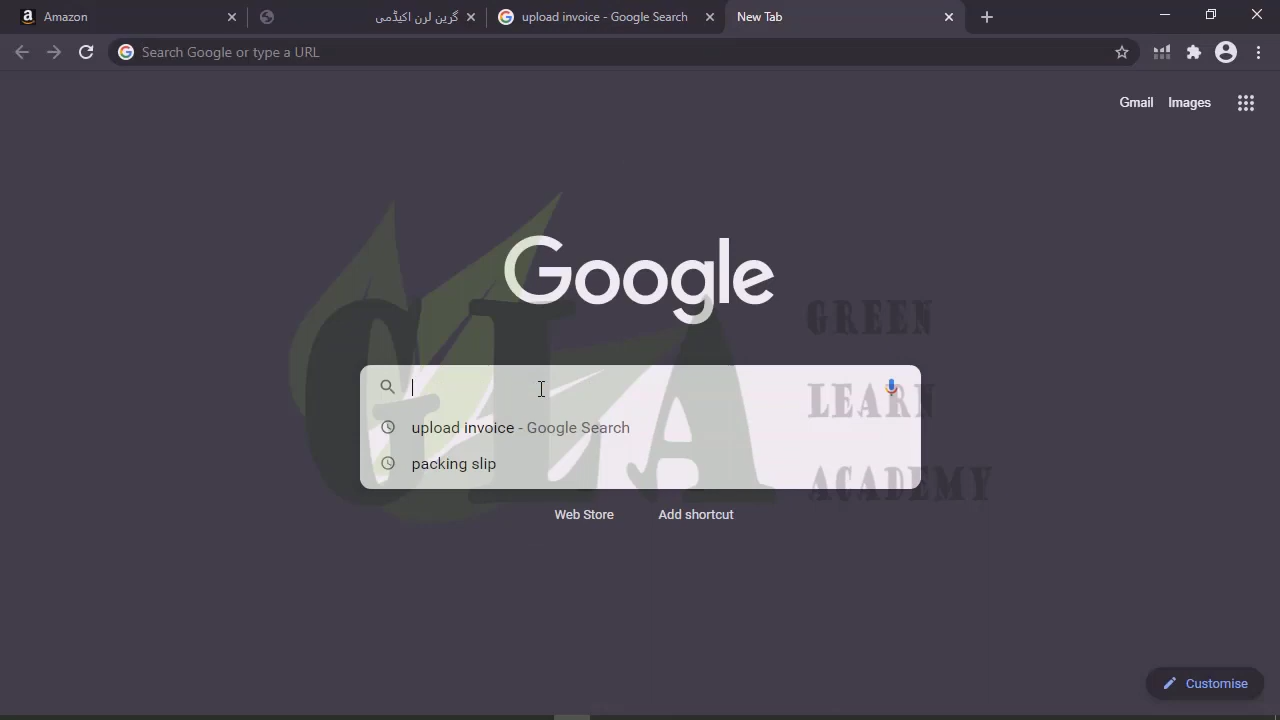 Amazon
گرین لرن اکیڈمی
upload invoice - Google Search
New Tab
Search Google or type a URL
Gmail
Images
Google
GLA
GREEN
LEARN
ACADEMY
upload invoice - Google Search
packing slip
Web Store
Add shortcut
Customise